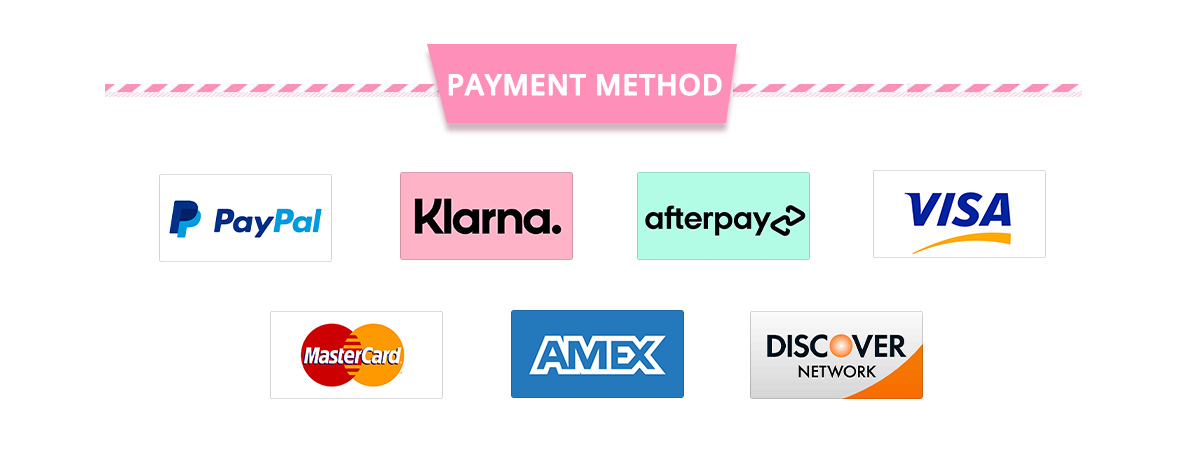 PAYMENT METHOD
PayPal
Klarna.
afterpay
VISA
MasterCard
AMEX
DISCOVER
NETWORK